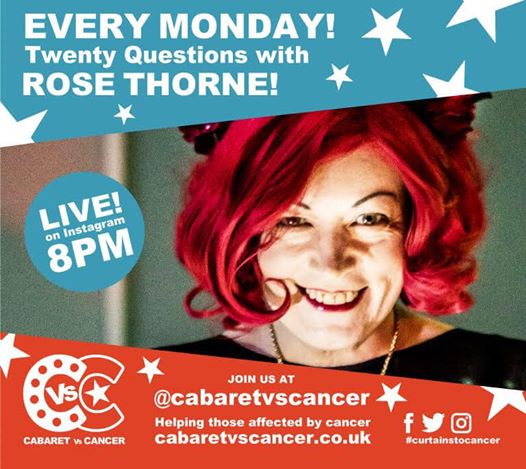 EVERY MONDAY!
Twenty Questions with
ROSE THORNE!
LIVE!
on Instagram
8PM
JOIN US AT
@cabaretvscancer
Helping those affected by cancer
cabaretvscancer.co.uk
C Vs C
CABARET Vs CANCER
#curtainstocancer